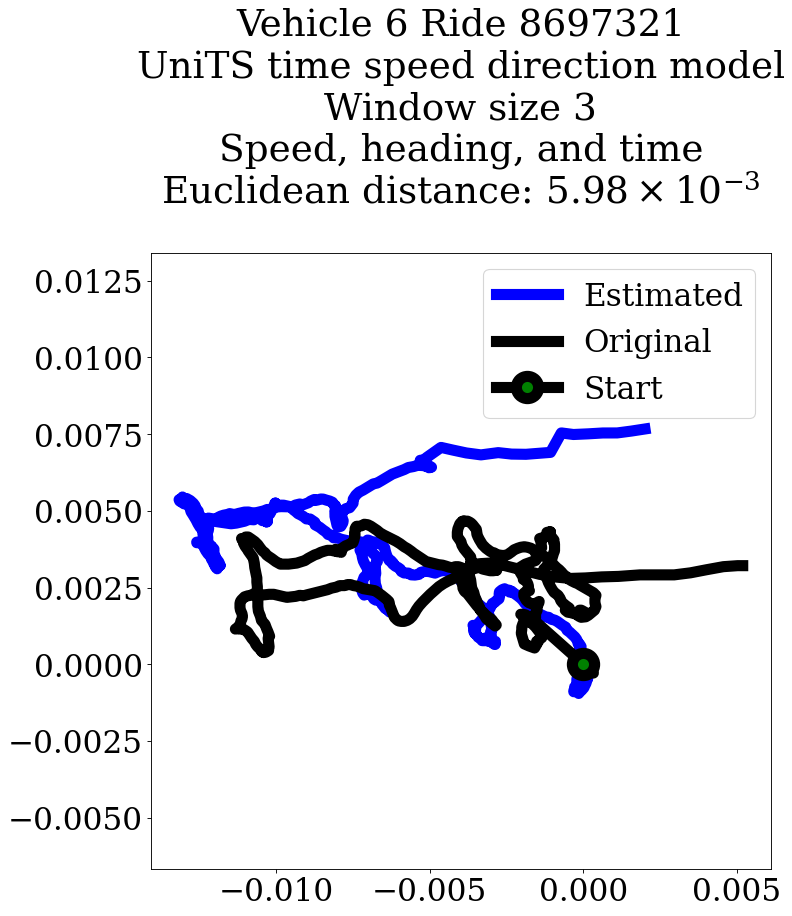 Vehicle 6 Ride 8697321
UniTS time speed direction model
Window size 3
Speed, heading, and time
Euclidean distance: 5.98 × 10⁻³
Estimated
Original
Start
0.0125
0.0100
0.0075
0.0050
0.0025
0.0000
−0.0025
−0.0050
−0.010 −0.005 0.000 0.005